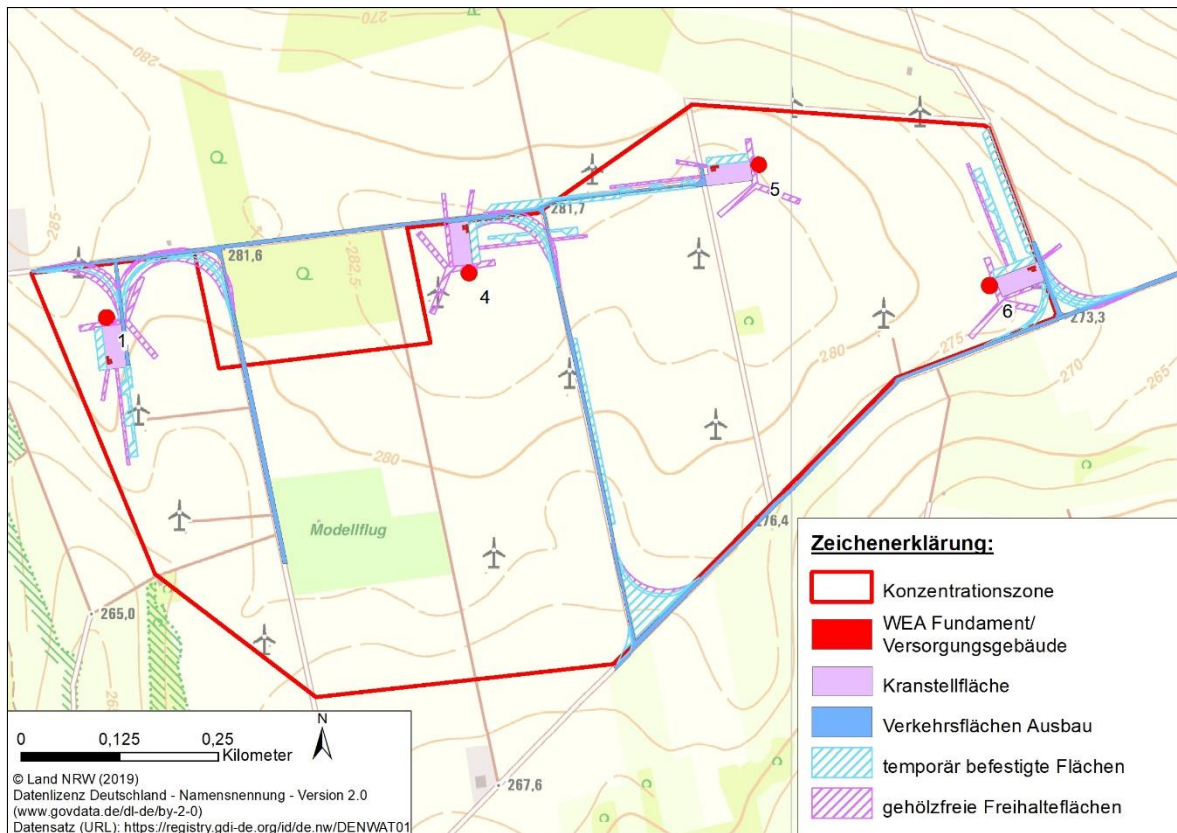 270
280
285
281,7
5
281,6
282,5
4
1
6
273,3
275
280
270
265
280
276,4
Modellflug
265,0
265
267,6
Zeichenerklärung:
Konzentrationszone
WEA Fundament/
Versorgungsgebäude
Kranstellfläche
Verkehrsflächen Ausbau
temporär befestigte Flächen
gehölzfreie Freihalteflächen
N
0 0,125 0,25
Kilometer
© Land NRW (2019)
Datenlizenz Deutschland - Namensnennung - Version 2.0
(www.govdata.de/dl-de/by-2-0)
Datensatz (URL): https://registry.gdi-de.org/id/de.nw/DENWAT01